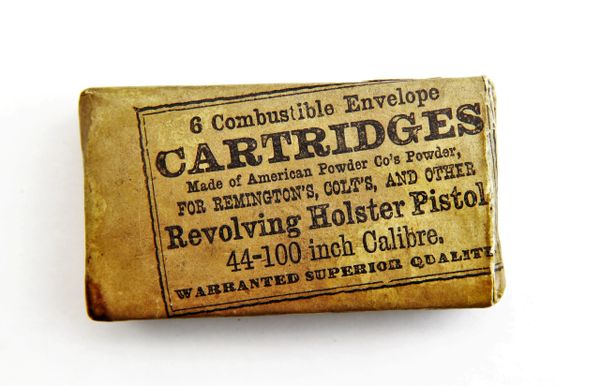 6 Combustible Envelope
CARTRIDGES
Made of American Powder Co's Powder,
FOR REMINGTON'S, COLT'S, AND OTHER
Revolving Holster Pistol
44-100 inch Calibre.
WARRANTED SUPERIOR QUALITY